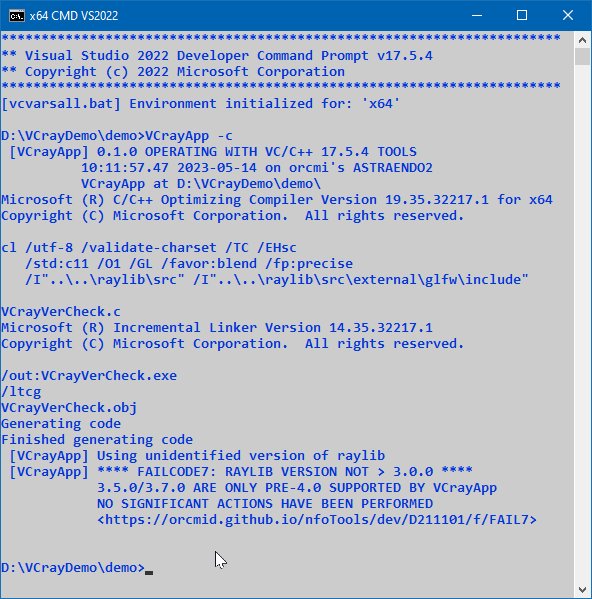 x64 CMD VS2022
**********************************************************************
** Visual Studio 2022 Developer Command Prompt v17.5.4
** Copyright (c) 2022 Microsoft Corporation
**********************************************************************
[vcvarsall.bat] Environment initialized for: 'x64'
D:\VCrayDemo\demo>VCrayApp -c
[VCrayApp] 0.1.0 OPERATING WITH VC/C++ 17.5.4 TOOLS
10:11:57.47 2023-05-14 on orcmi's ASTRAENDO2
VCrayApp at D:\VCrayDemo\demo\
Microsoft (R) C/C++ Optimizing Compiler Version 19.35.32217.1 for x64
Copyright (C) Microsoft Corporation.  All rights reserved.
cl /utf-8 /validate-charset /TC /EHsc
/std:c11 /O1 /GL /favor:blend /fp:precise
/I"..\..\raylib\src" /I"..\..\raylib\src\external\glfw\include"
VCrayVerCheck.c
Microsoft (R) Incremental Linker Version 14.35.32217.1
Copyright (C) Microsoft Corporation.  All rights reserved.
/out:VCrayVerCheck.exe
/ltcg
VCrayVerCheck.obj
Generating code
Finished generating code
[VCrayApp] Using unidentified version of raylib
[VCrayApp] **** FAILCODE7: RAYLIB VERSION NOT > 3.0.0 ****
3.5.0/3.7.0 ARE ONLY PRE-4.0 SUPPORTED BY VCrayApp
NO SIGNIFICANT ACTIONS HAVE BEEN PERFORMED
<https://orcmid.github.io/nfoTools/dev/D211101/f/FAIL7>
D:\VCrayDemo\demo>